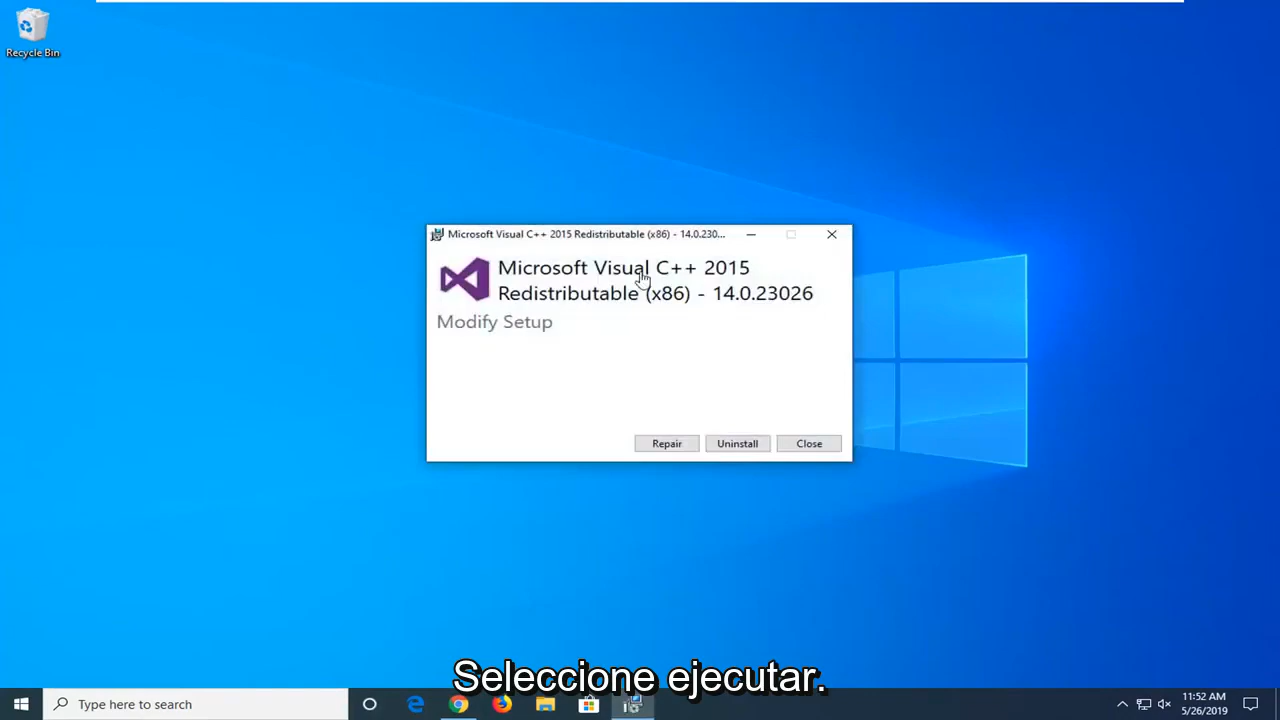 Recycle Bin
Microsoft Visual C++ 2015 Redistributable (x86) - 14.0.230...
Microsoft Visual C++ 2015
Redistributable (x86) - 14.0.23026
Modify Setup
Repair Uninstall Close
Seleccione ejecutar.
Type here to search
11:52 AM
5/26/2019